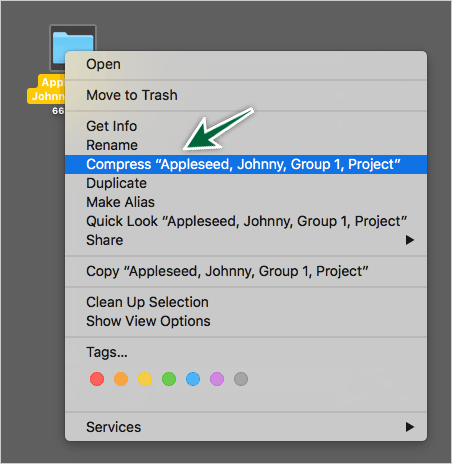 App
Johnny
66
Open
Move to Trash
Get Info
Rename
Compress “Appleseed, Johnny, Group 1, Project”
Duplicate
Make Alias
Quick Look “Appleseed, Johnny, Group 1, Project”
Share
Copy “Appleseed, Johnny, Group 1, Project”
Clean Up Selection
Show View Options
Tags...
Services